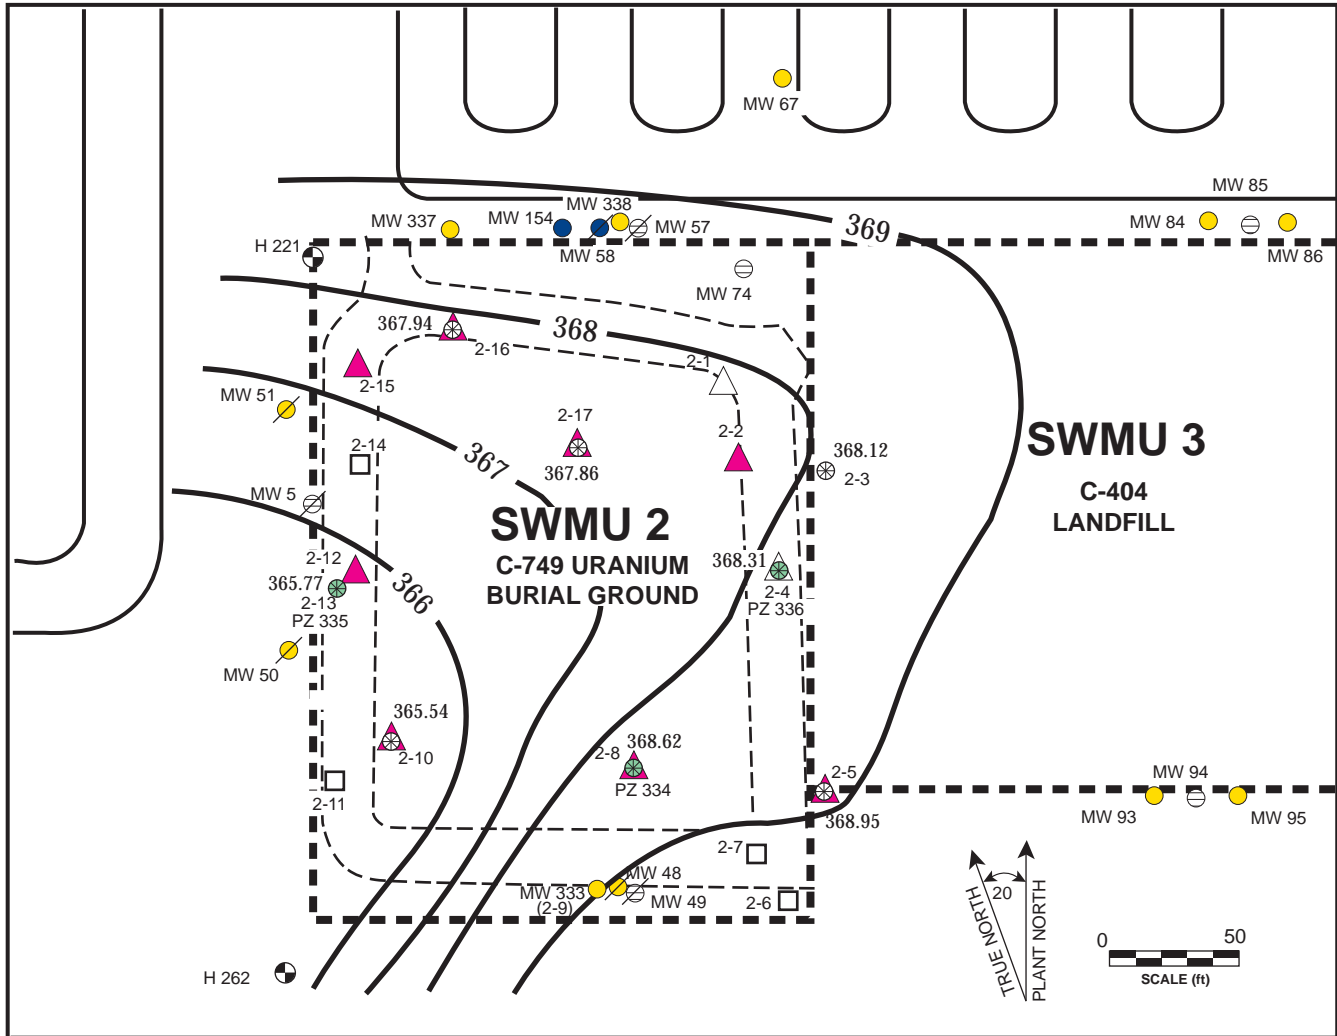 MW 67
MW 85
MW 338
MW 337
MW 154
MW 57
369
MW 84
H 221
MW 58
MW 86
MW 74
367.94
368
2-16
2-1
2-15
MW 51
2-17
2-2
SWMU 3
2-14
367
368.12
367.86
2-3
C-404
LANDFILL
MW 5
SWMU 2
C-749 URANIUM
BURIAL GROUND
2-12
368.31
365.77
366
2-13
PZ 335
2-4
PZ 336
MW 50
365.54
2-10
368.62
2-8
PZ 334
2-5
MW 94
2-11
368.95
MW 93
MW 95
2-7
MW 48
MW 333
(2-9)
MW 49
2-6
20
TRUE NORTH
PLANT NORTH
0
50
SCALE (ft)
H 262